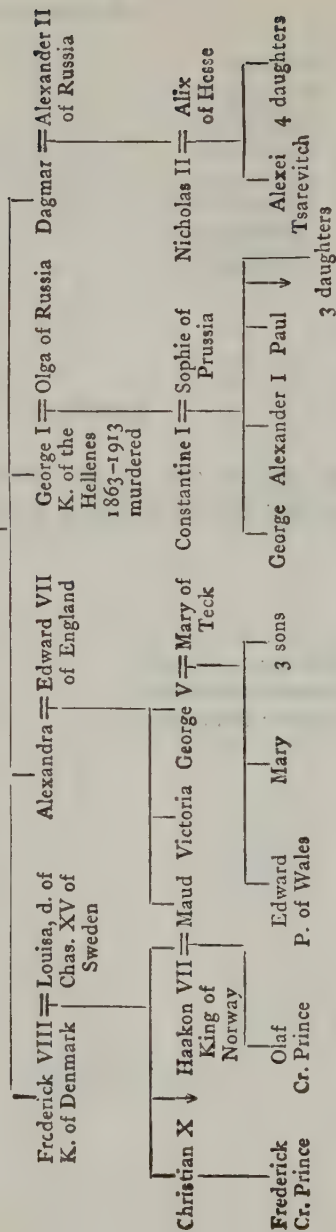 Frederick VIII = Louisa, d. of
K. of Denmark Chas. XV of
Sweden
Alexandra = Edward VII
of England
George I = Olga of Russia
K. of the
Hellenes
1863–1913
murdered
Dagmar = Alexander II
of Russia
Christian X ↓ Haakon VII = Maud Victoria George V = Mary of
King of Teck
Norway
Constantine I = Sophie of
Prussia
Nicholas II = Alix
of Hesse
Frederick
Cr. Prince
Olaf
Cr. Prince
Edward
P. of Wales
Mary
3 sons
George Alexander I Paul ↓
3 daughters
Alexei
Tsarevitch
4 daughters